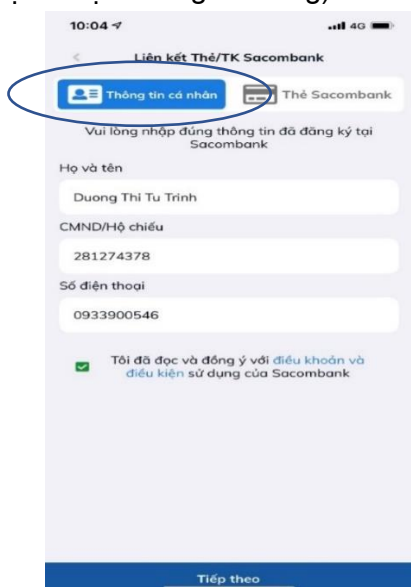 10:04
4G
Liên kết Thẻ/TK Sacombank
Thông tin cá nhân
Thẻ Sacombank
Vui lòng nhập đúng thông tin đã đăng ký tại
Sacombank
Họ và tên
Duong Thi Tu Trinh
CMND/Hộ chiếu
281274378
Số điện thoại
0933900546
Tôi đã đọc và đồng ý với điều khoản và
điều kiện sử dụng của Sacombank
Tiếp theo